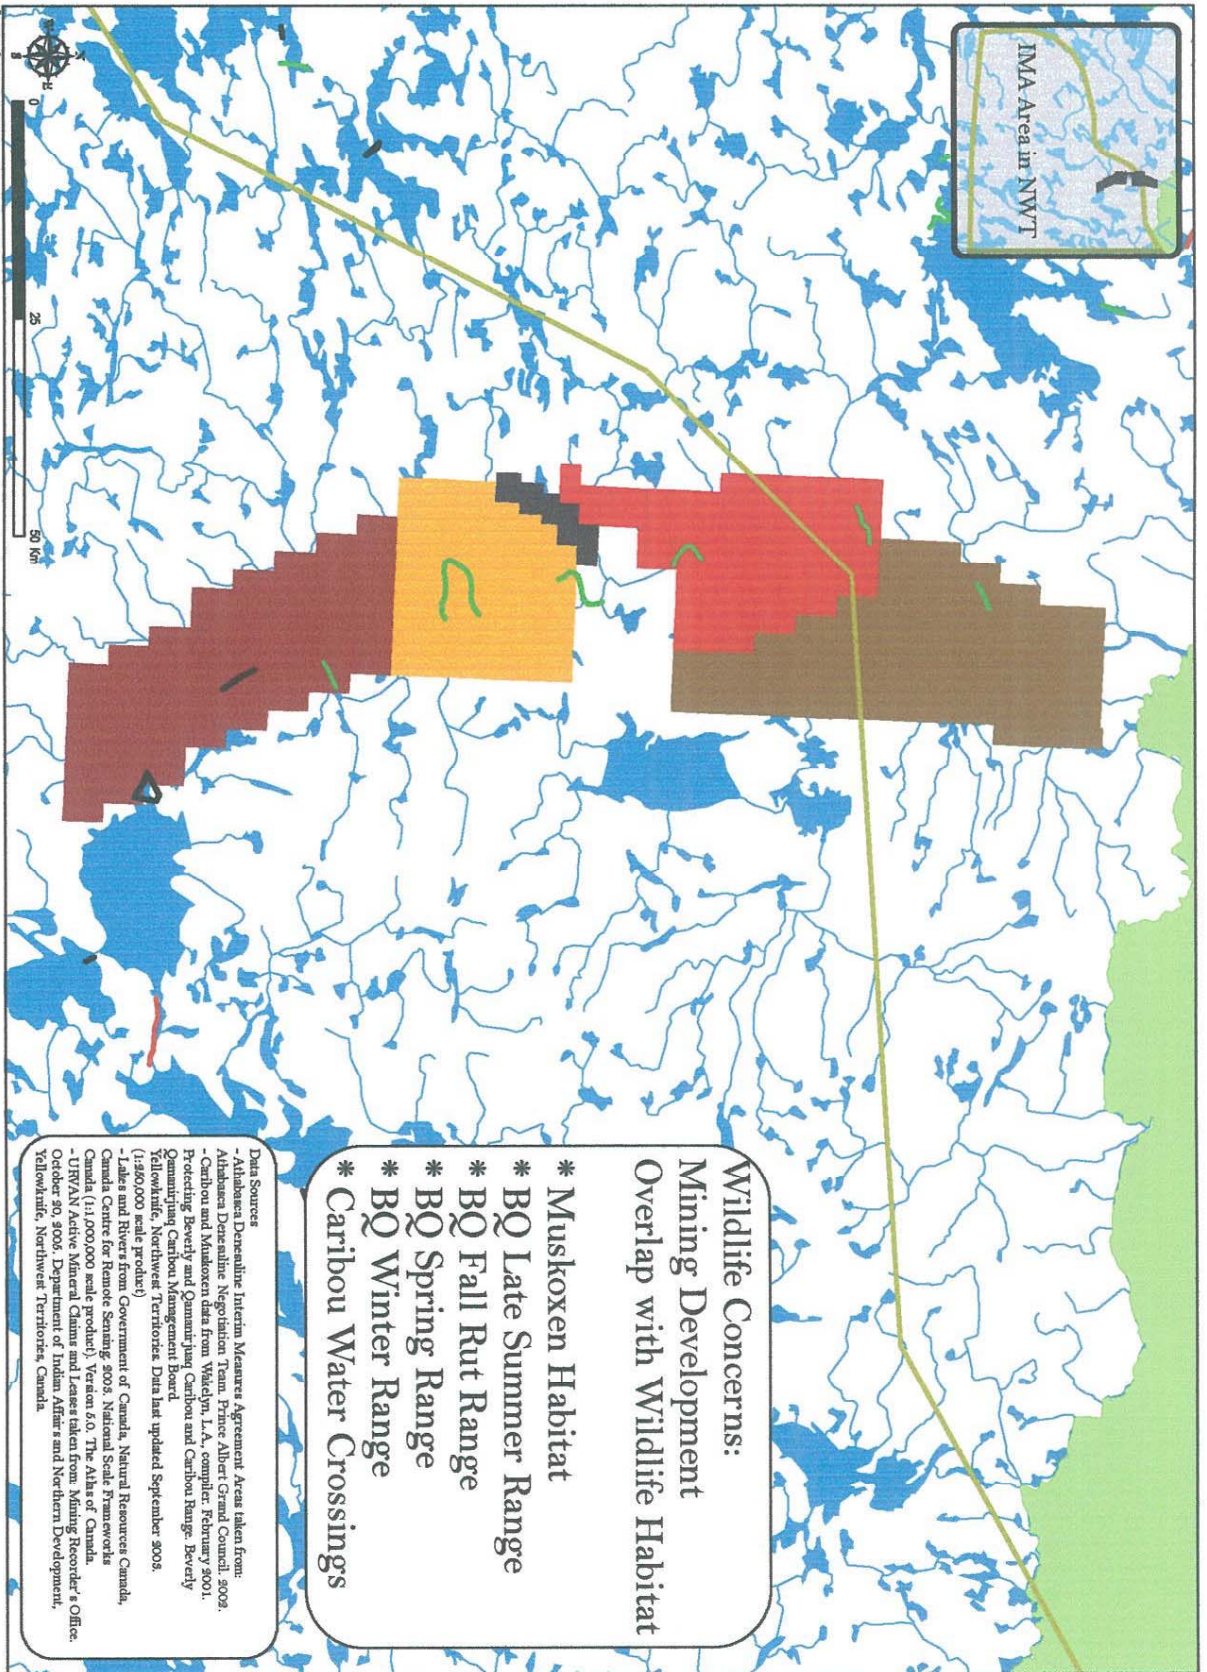 IMA Area in NWT
Wildlife Concerns:
Mining Development
Overlap with Wildlife Habitat
* Muskoxen Habitat
* BQ Late Summer Range
* BQ Fall Rut Range
* BQ Spring Range
* BQ Winter Range
* Caribou Water Crossings
N
E
S
0
25
50 Km
Data Sources
-Athabasca Denesuline Interim Measures Agreement Areas taken from:
Athabasca Denesuline Negotiation Team. Prince Albert Grand Council. 2002.
-Caribou and Muskoxen data from Wakelyn, L.A., compiler. February 2001.
Protecting Beverly and Qamanirjuaq Caribou and Caribou Range. Beverly
Qamanirjuaq Caribou Management Board
Yellowknife, Northwest Territories. Data last updated September 2003.
(1:250,000 scale product)
-Lakes and Rivers from Government of Canada, Natural Resources Canada,
Canada Centre for Remote Sensing. 2003. National Scale Frameworks
Canada (1:1,000,000 scale product). Version 5.0. The Atlas of Canada.
-URVAN Active Mineral Claims and Leases taken from: Mining Recorder's Office.
October 20, 2005. Department of Indian Affairs and Northern Development,
Yellowknife, Northwest Territories, Canada.